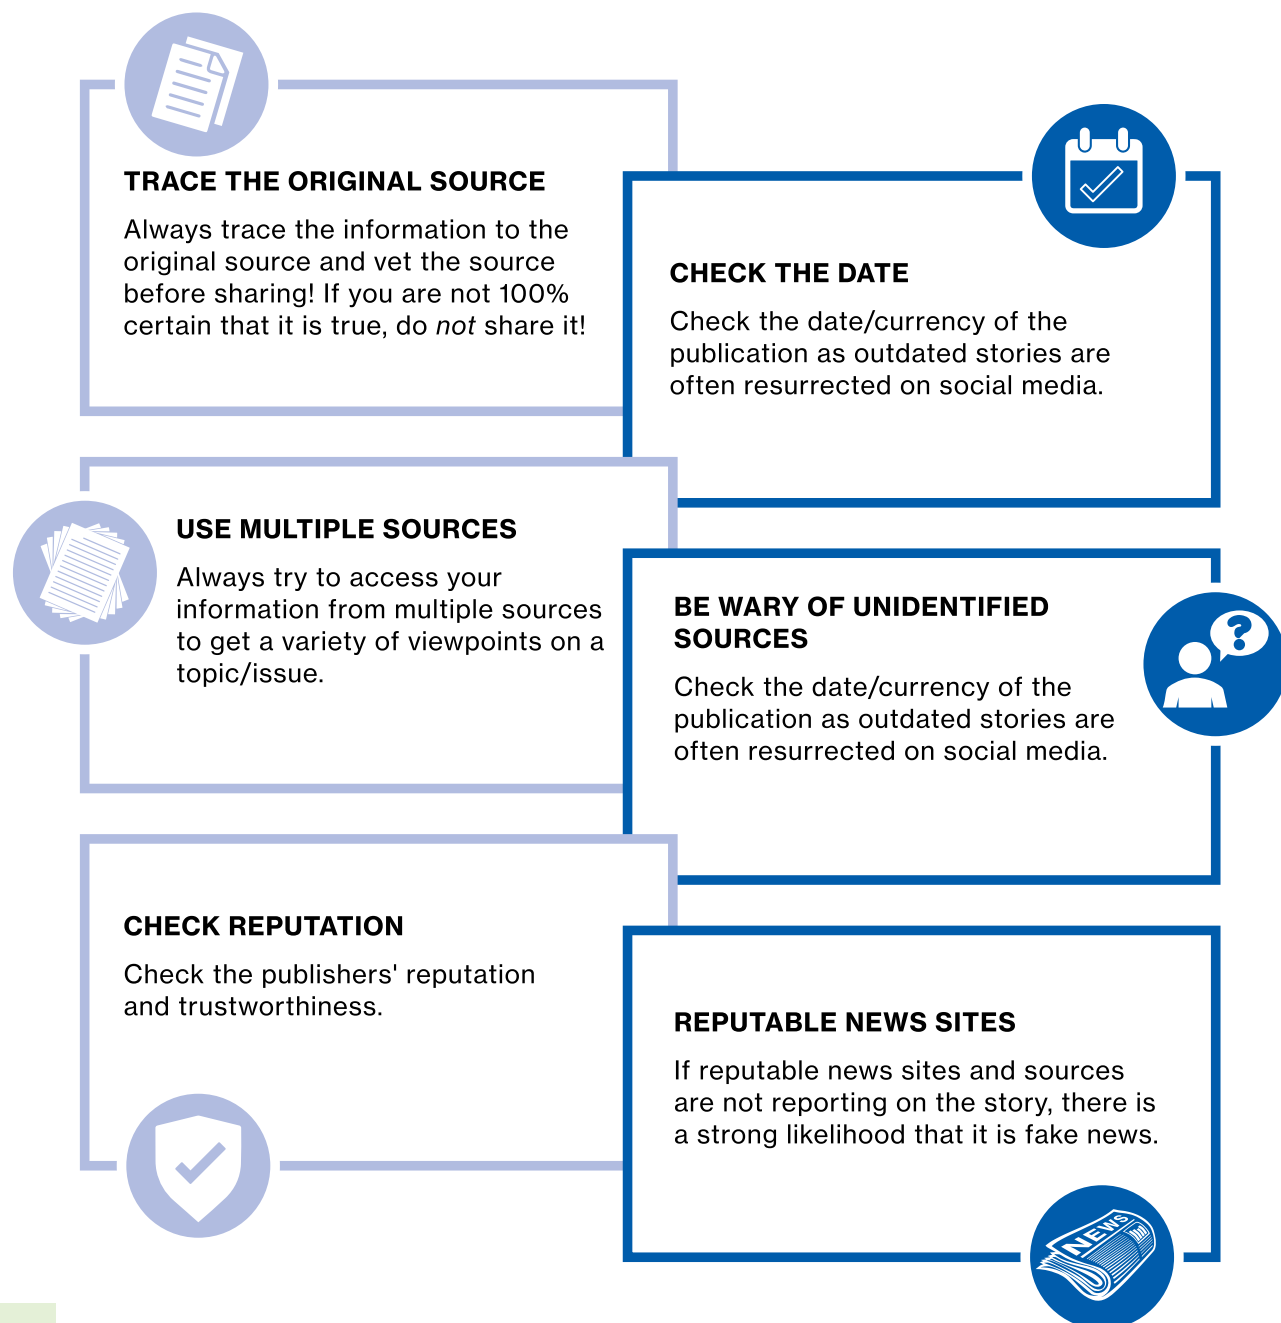 TRACE THE ORIGINAL SOURCE
Always trace the information to the
original source and vet the source
before sharing! If you are not 100%
certain that it is true, do not share it!
CHECK THE DATE
Check the date/currency of the
publication as outdated stories are
often resurrected on social media.
USE MULTIPLE SOURCES
Always try to access your
information from multiple sources
to get a variety of viewpoints on a
topic/issue.
BE WARY OF UNIDENTIFIED
SOURCES
Check the date/currency of the
publication as outdated stories are
often resurrected on social media.
?
CHECK REPUTATION
Check the publishers' reputation
and trustworthiness.
REPUTABLE NEWS SITES
If reputable news sites and sources
are not reporting on the story, there is
a strong likelihood that it is fake news.
NEWS